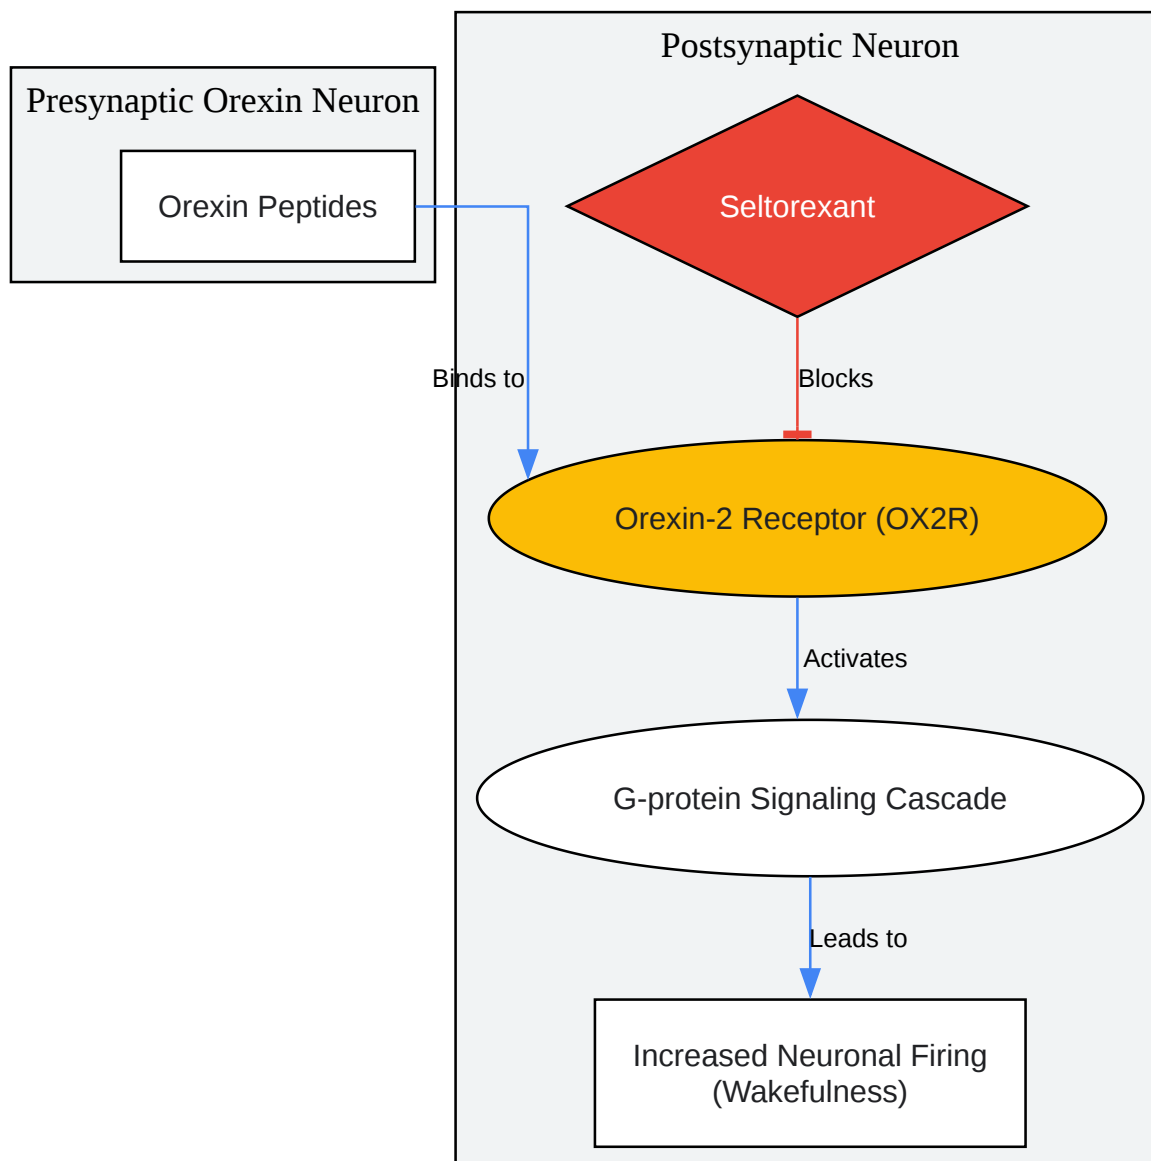 Postsynaptic Neuron
Presynaptic Orexin Neuron
Orexin Peptides
Seltorexant
Binds to
Blocks
Orexin-2 Receptor (OX2R)
Activates
G-protein Signaling Cascade
Leads to
Increased Neuronal Firing
(Wakefulness)